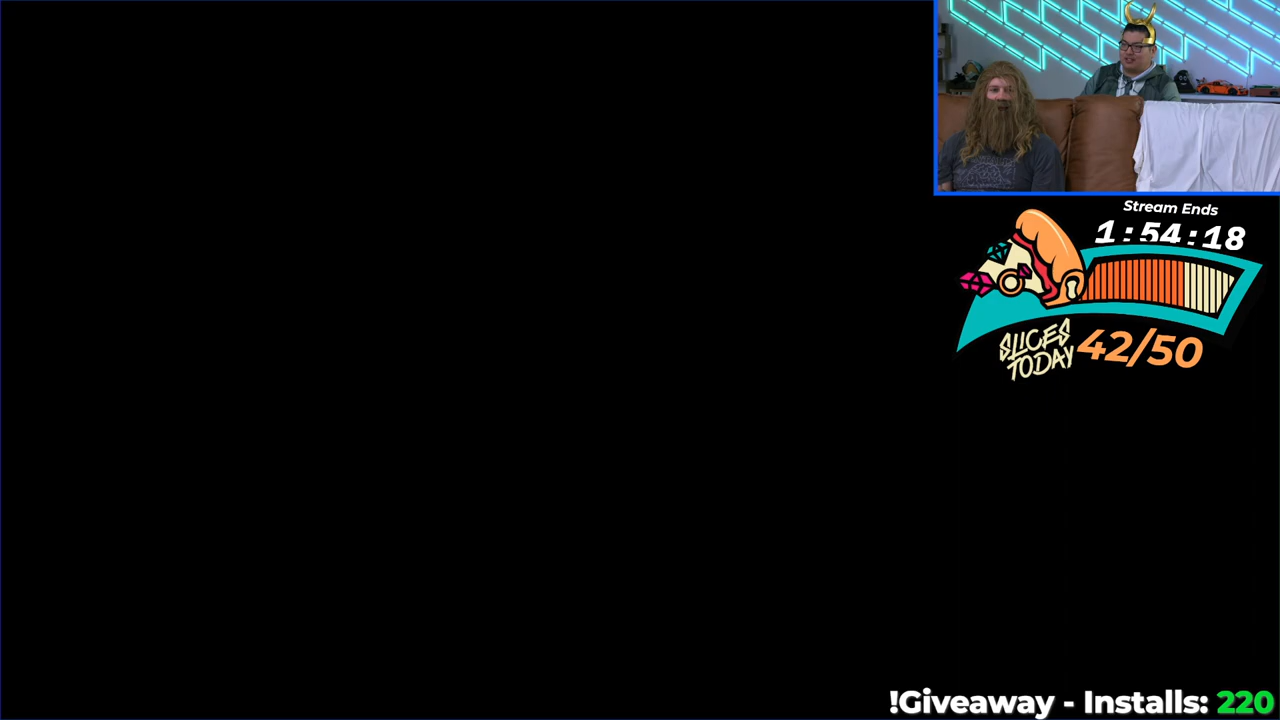 Stream Ends
1:54:18
SLICES
TODAY
42/50
!Giveaway - Installs: 220